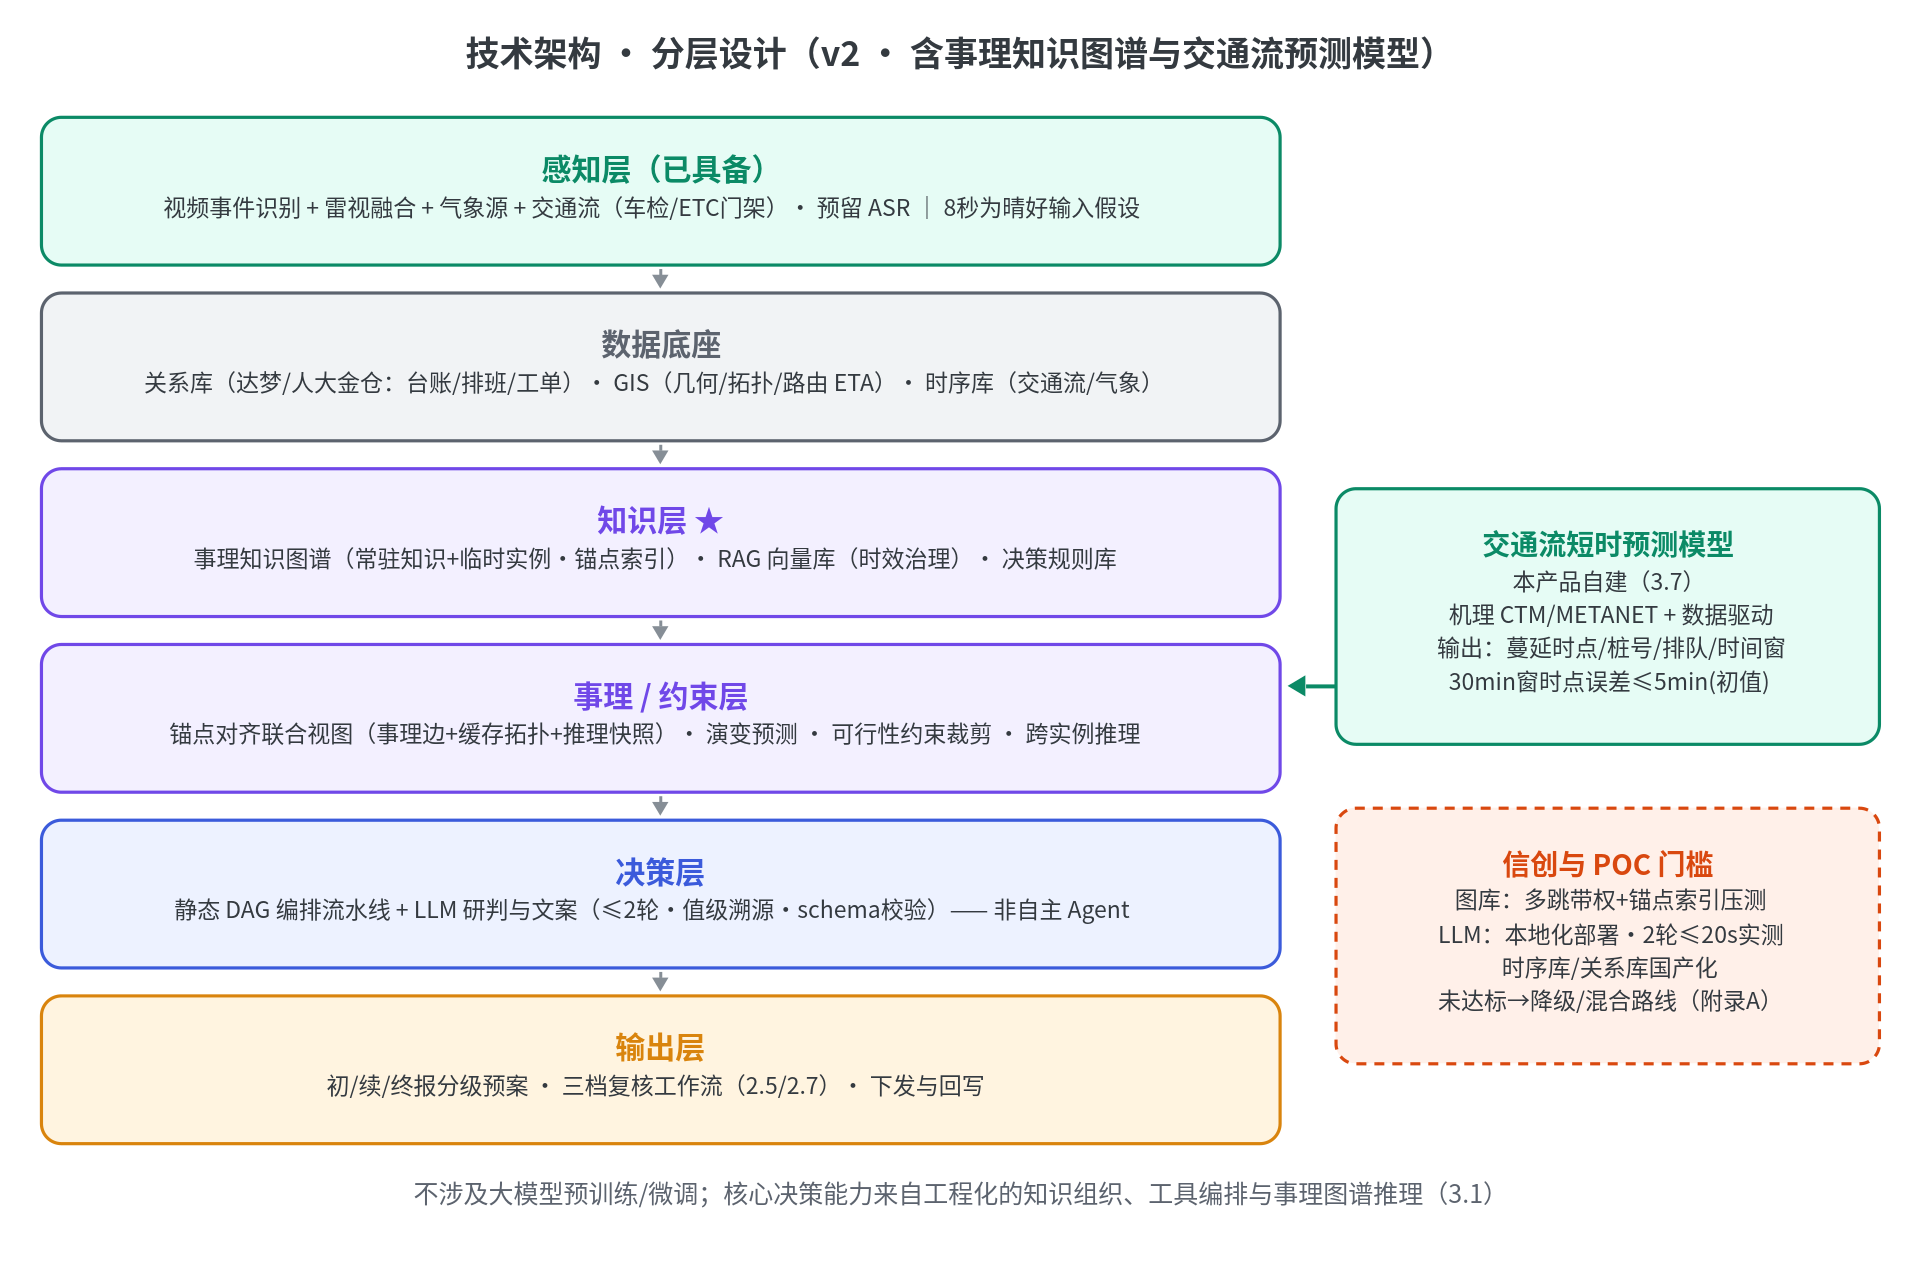 技术架构 · 分层设计（v2 · 含事理知识图谱与交通流预测模型）
感知层（已具备）
视频事件识别 + 雷视融合 + 气象源 + 交通流（车检/ETC门架）· 预留 ASR ｜ 8秒为晴好输入假设
数据底座
关系库（达梦/人大金仓：台账/排班/工单）· GIS（几何/拓扑/路由 ETA）· 时序库（交通流/气象）
知识层 ★
事理知识图谱（常驻知识+临时实例·锚点索引）· RAG 向量库（时效治理）· 决策规则库
事理 / 约束层
锚点对齐联合视图（事理边+缓存拓扑+推理快照）· 演变预测 · 可行性约束裁剪 · 跨实例推理
决策层
静态 DAG 编排流水线 + LLM 研判与文案（≤2轮·值级溯源·schema校验）—— 非自主 Agent
输出层
初/续/终报分级预案 · 三档复核工作流（2.5/2.7）· 下发与回写
交通流短时预测模型
本产品自建（3.7）
机理 CTM/METANET + 数据驱动
输出：蔓延时点/桩号/排队/时间窗
30min窗时点误差≤5min(初值)
信创与 POC 门槛
图库：多跳带权+锚点索引压测
LLM：本地化部署·2轮≤20s实测
时序库/关系库国产化
未达标→降级/混合路线（附录A）
不涉及大模型预训练/微调；核心决策能力来自工程化的知识组织、工具编排与事理图谱推理（3.1）